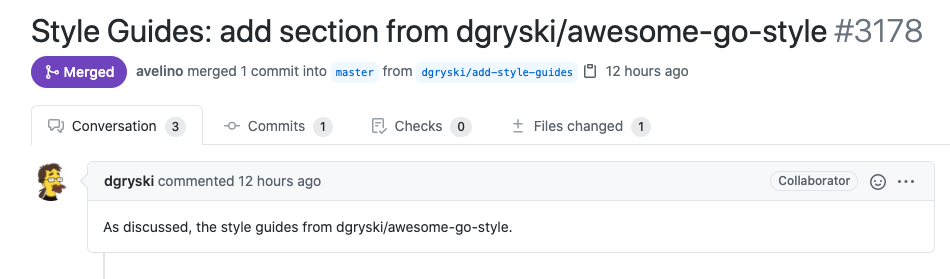 Style Guides: add section from dgryski/awesome-go-style #3178
Merged avelino merged 1 commit into master from dgryski/add-style-guides 12 hours ago
Conversation 3 Commits 1 Checks 0 Files changed 1
dgryski commented 12 hours ago Collaborator
As discussed, the style guides from dgryski/awesome-go-style.